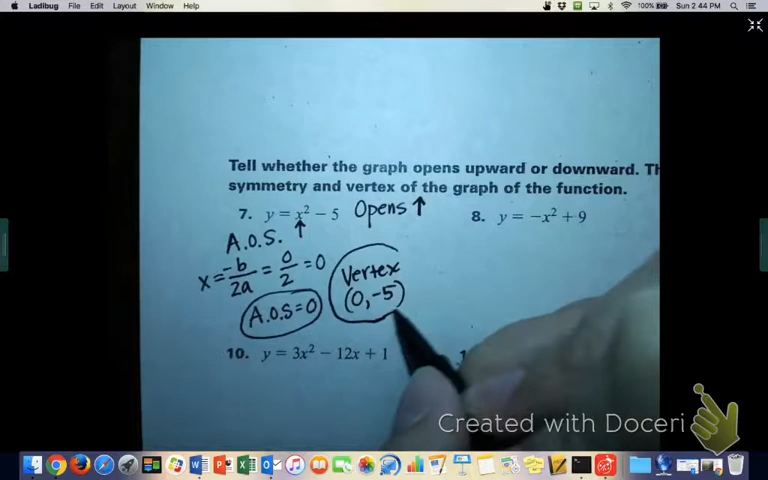 Ladibug File Edit Layout Window Help
100% Sun 2:44 PM
Tell whether the graph opens upward or downward. Th
symmetry and vertex of the graph of the function.
7. y = x² − 5 Opens ↑
8. y = −x² + 9
A.O.S. ↑
x = -b/2a = 0/2 = 0
A.O.S = 0
Vertex
(0, -5)
10. y = 3x² − 12x + 1
Created with Doceri